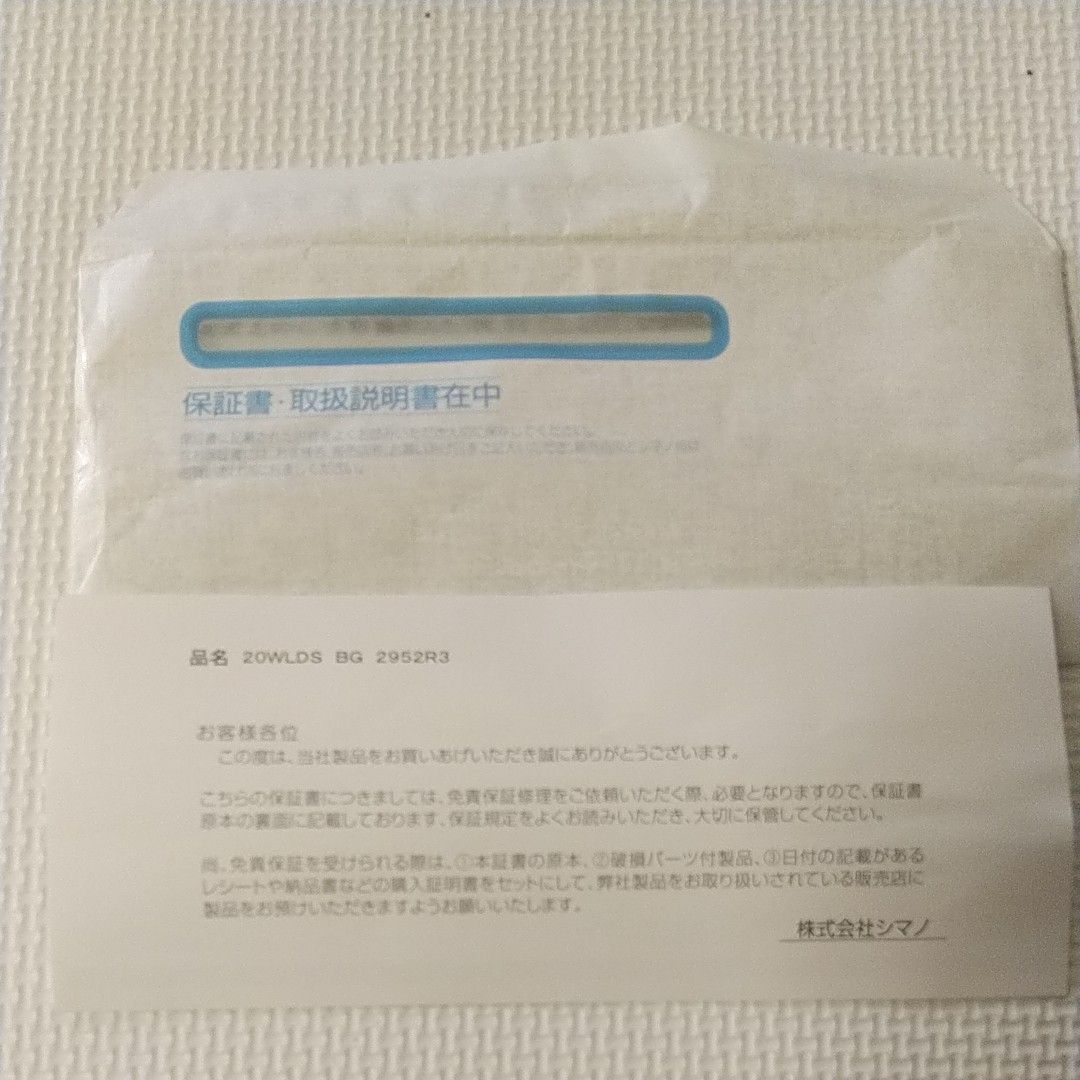 保証書・取扱説明書在中
品名 20WLDS BG 2952R3
お客様各位
この度は、当社製品をお買いあげいただき誠にありがとうございます。
こちらの保証書につきましては、免責保証修理をご依頼いただく際、必要となりますので、保証書
原本の裏面に記載しております、保証規定をよくお読みいただき、大切に保管してください。
尚、免責保証を受けられる際は、①本証書の原本、②破損パーツ付製品、③日付の記載がある
レシートや納品書などの購入証明書をセットにして、弊社製品をお取り扱いされている販売店に
製品をお預けいただきますようお願いいたします。
株式会社シマノ